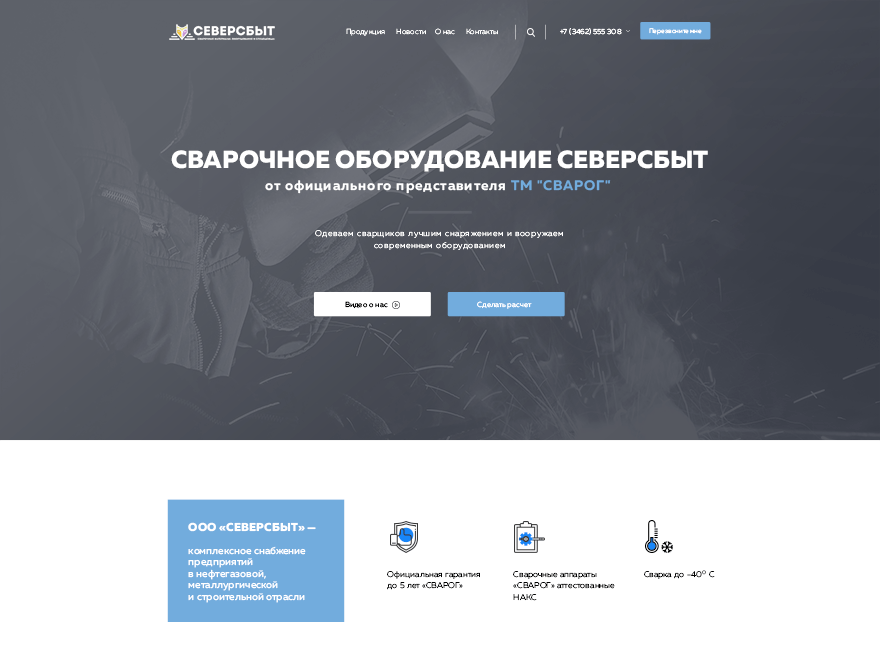 СЕВЕРСБЫТ
Продукция Новости О нас Контакты +7 (3462) 555 308 Перезвоните мне
СВАРОЧНОЕ ОБОРУДОВАНИЕ СЕВЕРСБЫТ
от официального представителя ТМ "СВАРОГ"
Одеваем сварщиков лучшим снаряжением и вооружаем
современным оборудованием
Видео о нас Сделать расчет
ООО «СЕВЕРСБЫТ» —
комплексное снабжение
предприятий
в нефтегазовой,
металлургической
и строительной отрасли
Официальная гарантия
до 5 лет «СВАРОГ»
Сварочные аппараты
«СВАРОГ» аттестованные
НАКС
Сварка до -40⁰ С